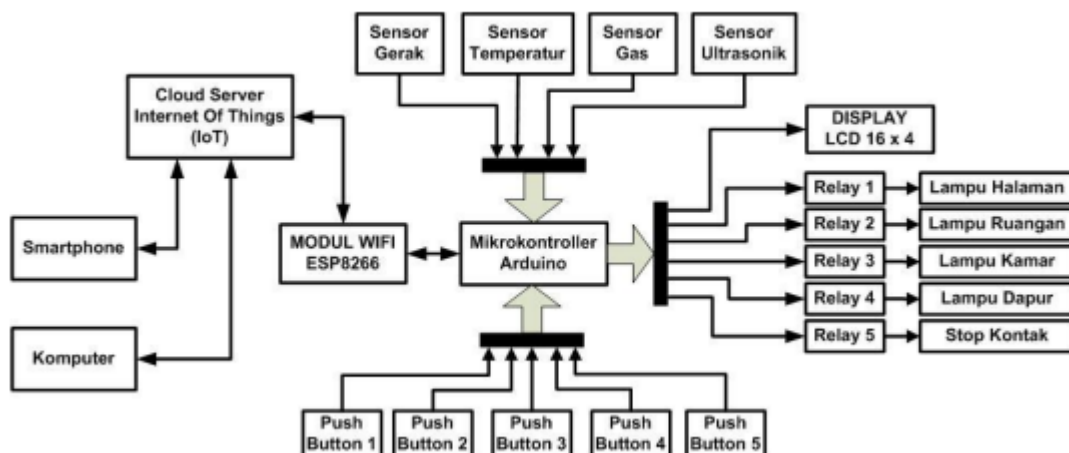 Sensor
Gerak
Sensor
Temperatur
Sensor
Gas
Sensor
Ultrasonik
Cloud Server
Internet Of Things
(IoT)
DISPLAY
LCD 16 x 4
Relay 1
Lampu Halaman
Relay 2
Lampu Ruangan
Relay 3
Lampu Kamar
Relay 4
Lampu Dapur
Relay 5
Stop Kontak
Smartphone
MODUL WIFI
ESP8266
Mikrokontroller
Arduino
Komputer
Push
Button 1
Push
Button 2
Push
Button 3
Push
Button 4
Push
Button 5